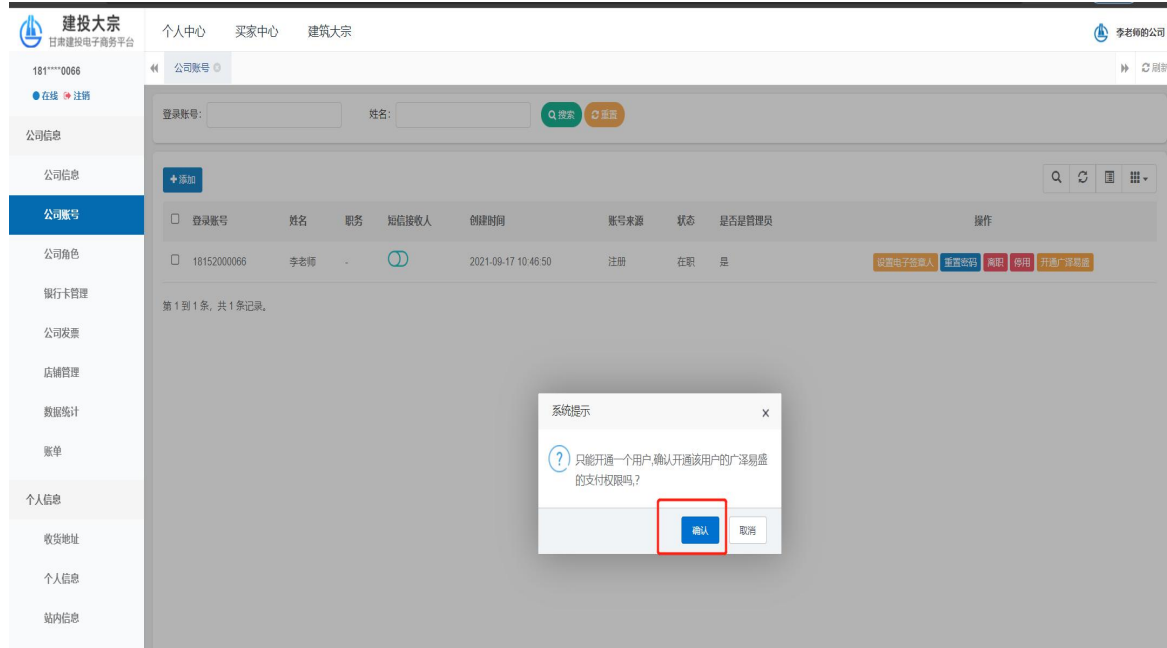 建投大宗
甘肃建投电子商务平台
个人中心 买家中心 建筑大宗
李老师的公司
181****0066
在线 注销
公司账号
刷新
公司信息
公司信息
公司账号
公司角色
银行卡管理
公司发票
店铺管理
数据统计
账单
个人信息
收货地址
个人信息
站内信息
登录账号: 姓名: 搜索 重置
+添加
登录账号 姓名 职务 短信接收人 创建时间 账号来源 状态 是否是管理员 操作
18152000066 李老师 - 2021-09-17 10:46:50 注册 在职 是 设置电子签章人 重置密码 离职 停用 开通广泽易盛
第 1 到 1 条, 共 1 条记录。
系统提示 x
只能开通一个用户,确认开通该用户的广泽易盛
的支付权限吗,?
确认 取消